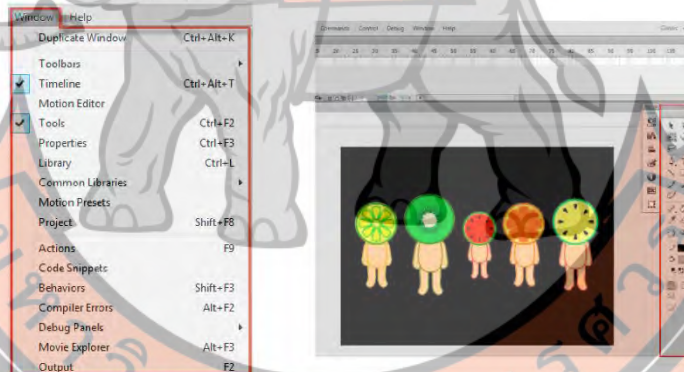 Window Help
Duplicate Window Ctrl+Alt+K
Toolbars
Timeline Ctrl+Alt+T
Motion Editor
Tools Ctrl+F2
Properties Ctrl+F3
Library Ctrl+L
Common Libraries
Motion Presets
Project Shift+F8
Actions F9
Code Snippets
Behaviors Shift+F3
Compiler Errors Alt+F2
Debug Panels
Movie Explorer Alt+F3
Output F2
Commands Control Debug Window Help